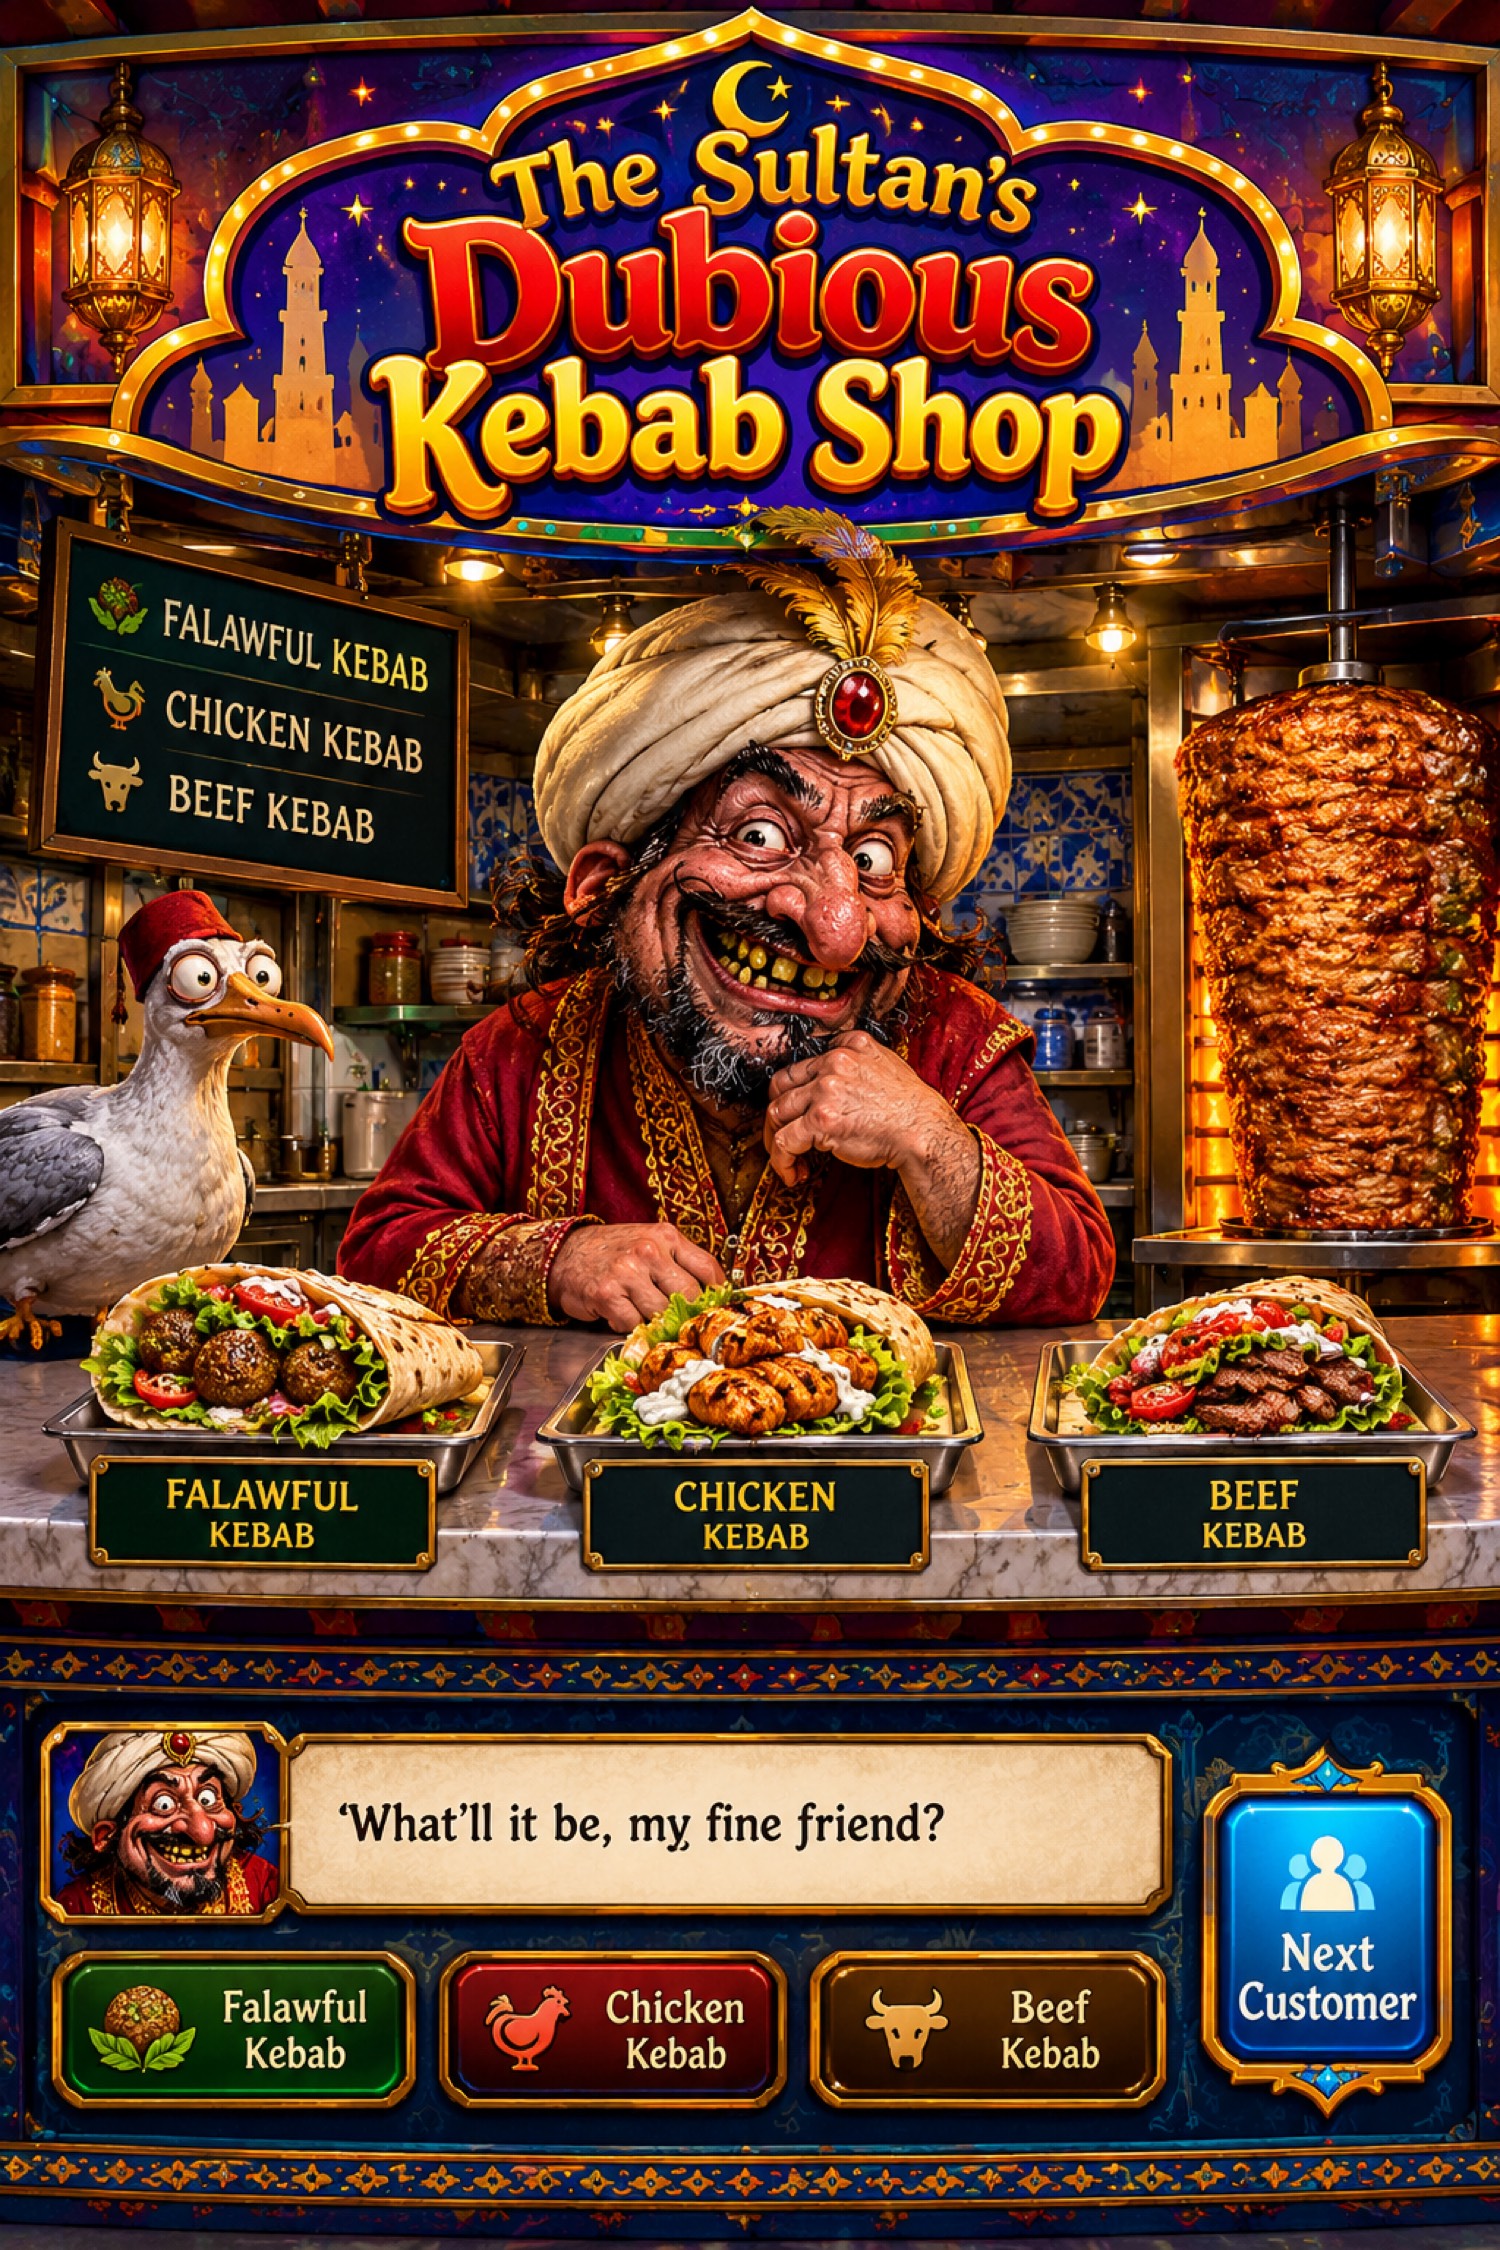 The Sultan's
Dubious
Kebab Shop
FALAWFUL KEBAB
CHICKEN KEBAB
BEEF KEBAB
FALAWFUL
KEBAB
CHICKEN
KEBAB
BEEF
KEBAB
‘What’ll it be, my fine friend?
Next
Customer
Falawful
Kebab
Chicken
Kebab
Beef
Kebab